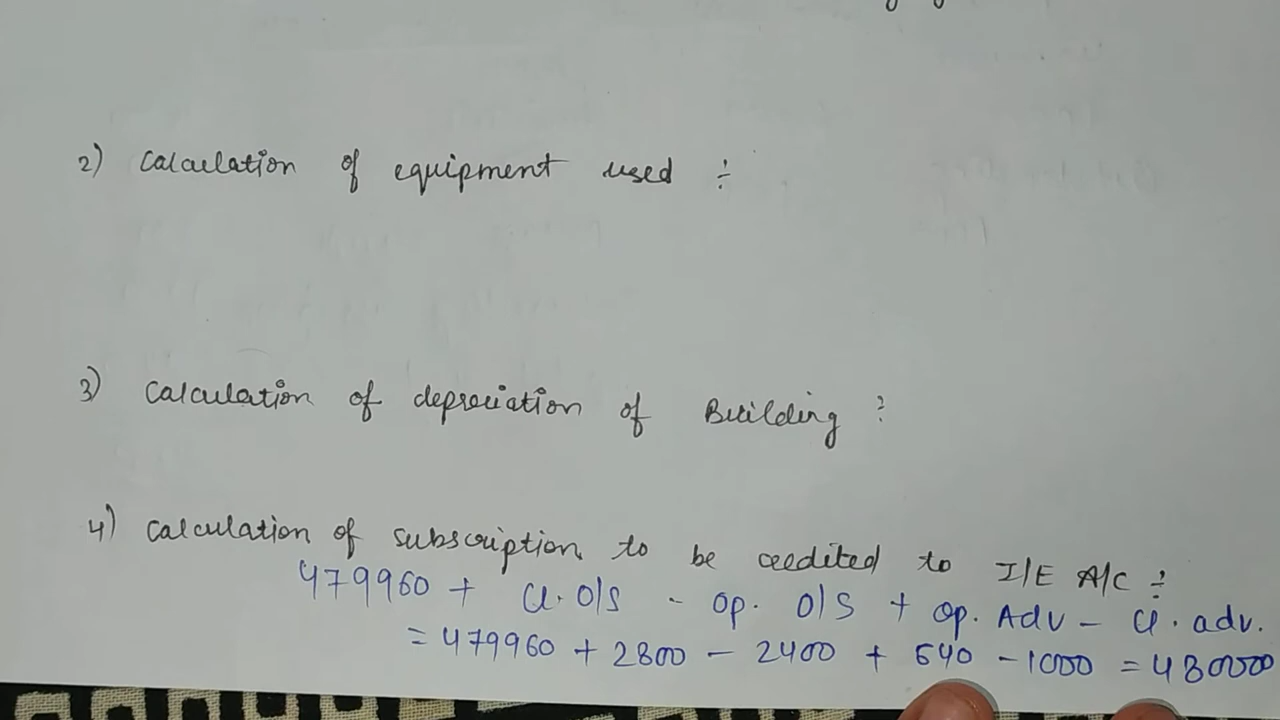 2) Calculation of equipment used ÷
3) Calculation of depreciation of Building :
4) Calculation of subscription to be credited to I/E A/C ÷
479960 + Cl. O/S - Op. O/S + Op. Adv - Cl. adv.
= 479960 + 2800 - 2400 + 640 - 1000 = 480000